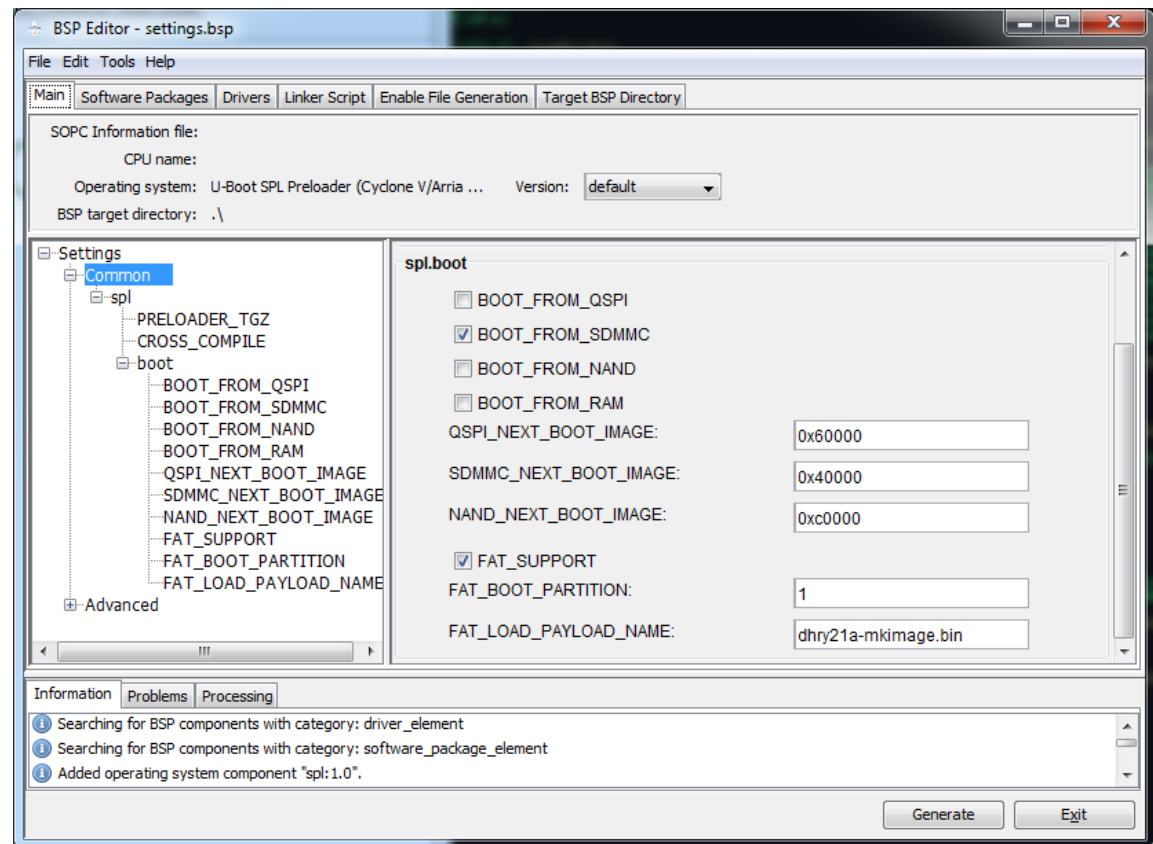 BSP Editor - settings.bsp
File Edit Tools Help
Main Software Packages Drivers Linker Script Enable File Generation Target BSP Directory
SOPC Information file:
CPU name:
Operating system: U-Boot SPL Preloader (Cyclone V/Arria ... Version: default
BSP target directory: .\
Settings
Common
spl
PRELOADER_TGZ
CROSS_COMPILE
boot
BOOT_FROM_QSPI
BOOT_FROM_SDMMC
BOOT_FROM_NAND
BOOT_FROM_RAM
QSPI_NEXT_BOOT_IMAGE
SDMMC_NEXT_BOOT_IMAGE
NAND_NEXT_BOOT_IMAGE
FAT_SUPPORT
FAT_BOOT_PARTITION
FAT_LOAD_PAYLOAD_NAME
Advanced
spl.boot
BOOT_FROM_QSPI
BOOT_FROM_SDMMC
BOOT_FROM_NAND
BOOT_FROM_RAM
QSPI_NEXT_BOOT_IMAGE: 0x60000
SDMMC_NEXT_BOOT_IMAGE: 0x40000
NAND_NEXT_BOOT_IMAGE: 0xc0000
FAT_SUPPORT
FAT_BOOT_PARTITION: 1
FAT_LOAD_PAYLOAD_NAME: dhry21a-mkimage.bin
Information Problems Processing
Searching for BSP components with category: driver_element
Searching for BSP components with category: software_package_element
Added operating system component "spl:1.0".
Generate Exit